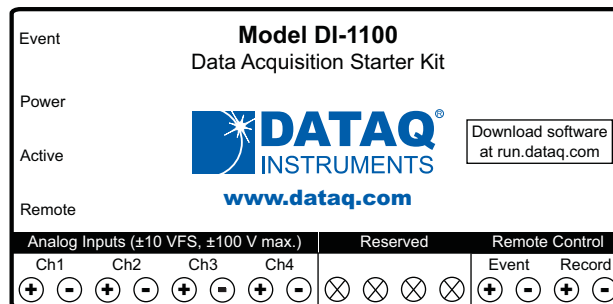 Event
Model DI-1100
Data Acquisition Starter Kit
Power
DATAQ®
INSTRUMENTS
Download software
at run.dataq.com
Active
www.dataq.com
Remote
Analog Inputs (±10 VFS, ±100 V max.) Reserved Remote Control
Ch1 Ch2 Ch3 Ch4 Event Record
+ - + - + - + - + - + -